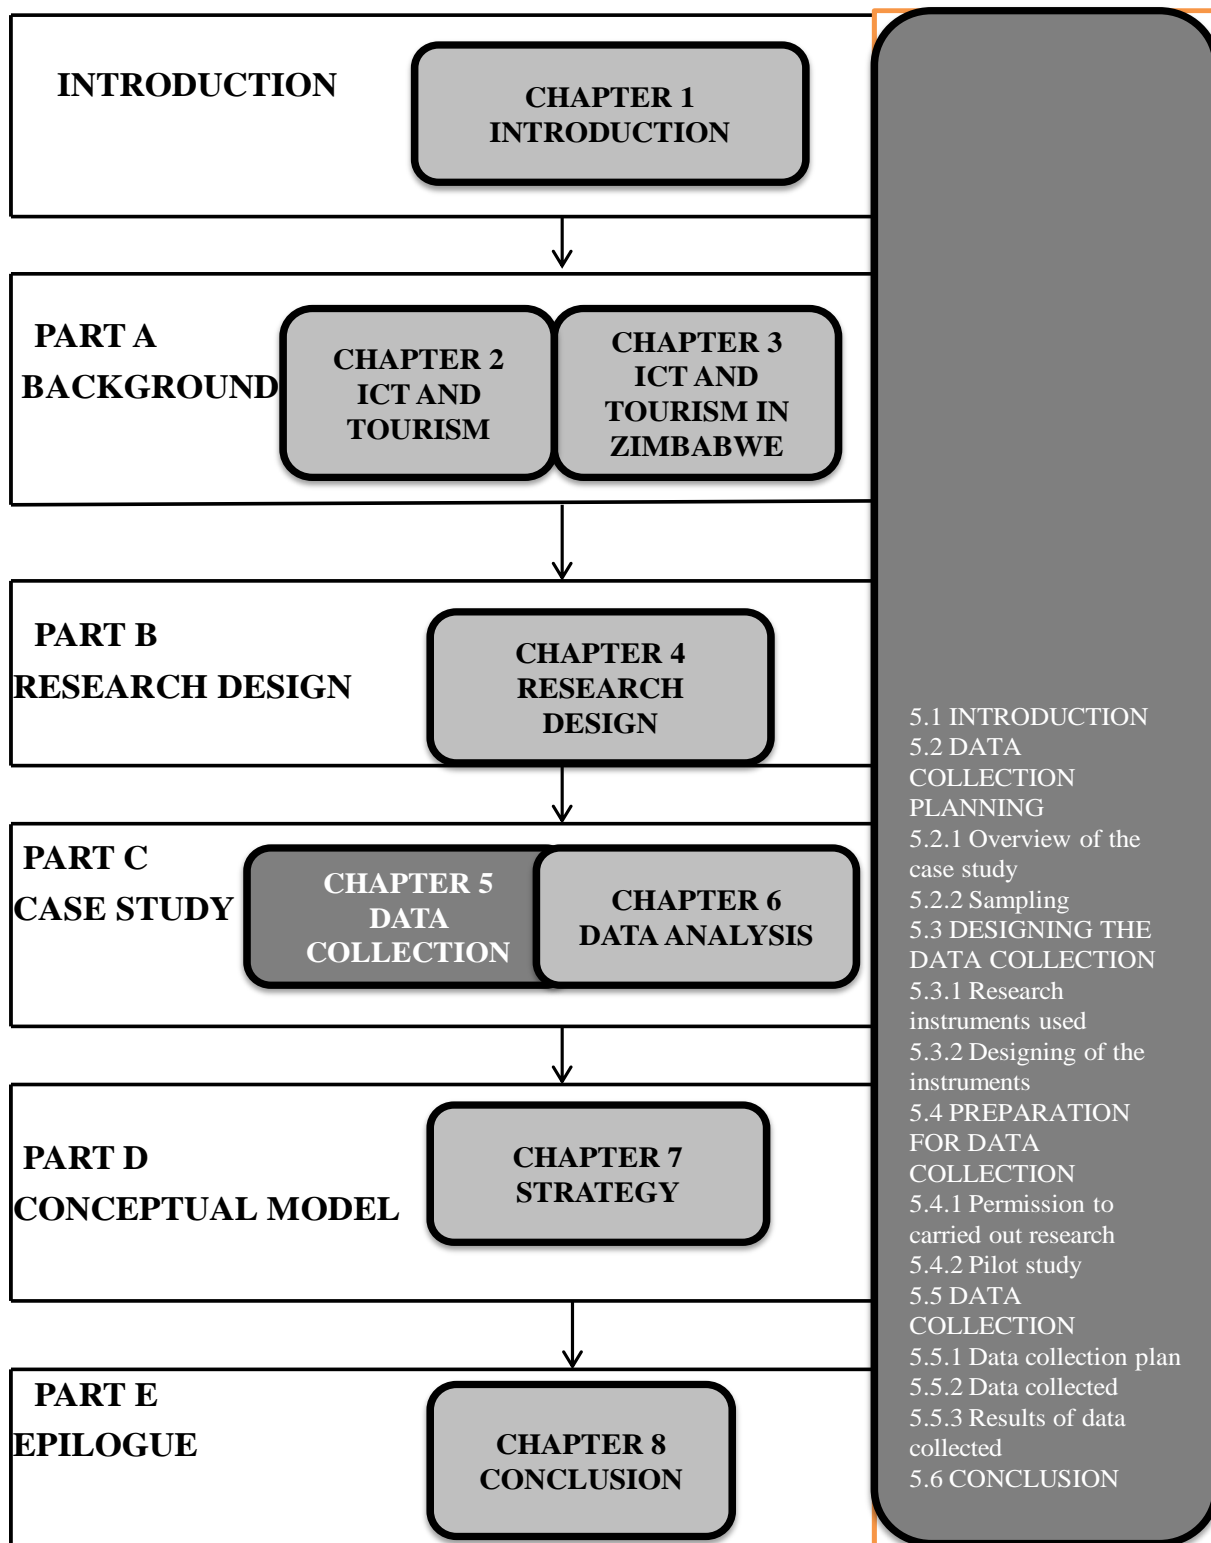 INTRODUCTION
CHAPTER 1
INTRODUCTION
PART A
BACKGROUND
CHAPTER 2
ICT AND
TOURISM
CHAPTER 3
ICT AND
TOURISM IN
ZIMBABWE
PART B
RESEARCH DESIGN
CHAPTER 4
RESEARCH
DESIGN
PART C
CASE STUDY
CHAPTER 5
DATA
COLLECTION
CHAPTER 6
DATA ANALYSIS
PART D
CONCEPTUAL MODEL
CHAPTER 7
STRATEGY
PART E
EPILOGUE
CHAPTER 8
CONCLUSION
5.1 INTRODUCTION
5.2 DATA
COLLECTION
PLANNING
5.2.1 Overview of the
case study
5.2.2 Sampling
5.3 DESIGNING THE
DATA COLLECTION
5.3.1 Research
instruments used
5.3.2 Designing of the
instruments
5.4 PREPARATION
FOR DATA
COLLECTION
5.4.1 Permission to
carried out research
5.4.2 Pilot study
5.5 DATA
COLLECTION
5.5.1 Data collection plan
5.5.2 Data collected
5.5.3 Results of data
collected
5.6 CONCLUSION